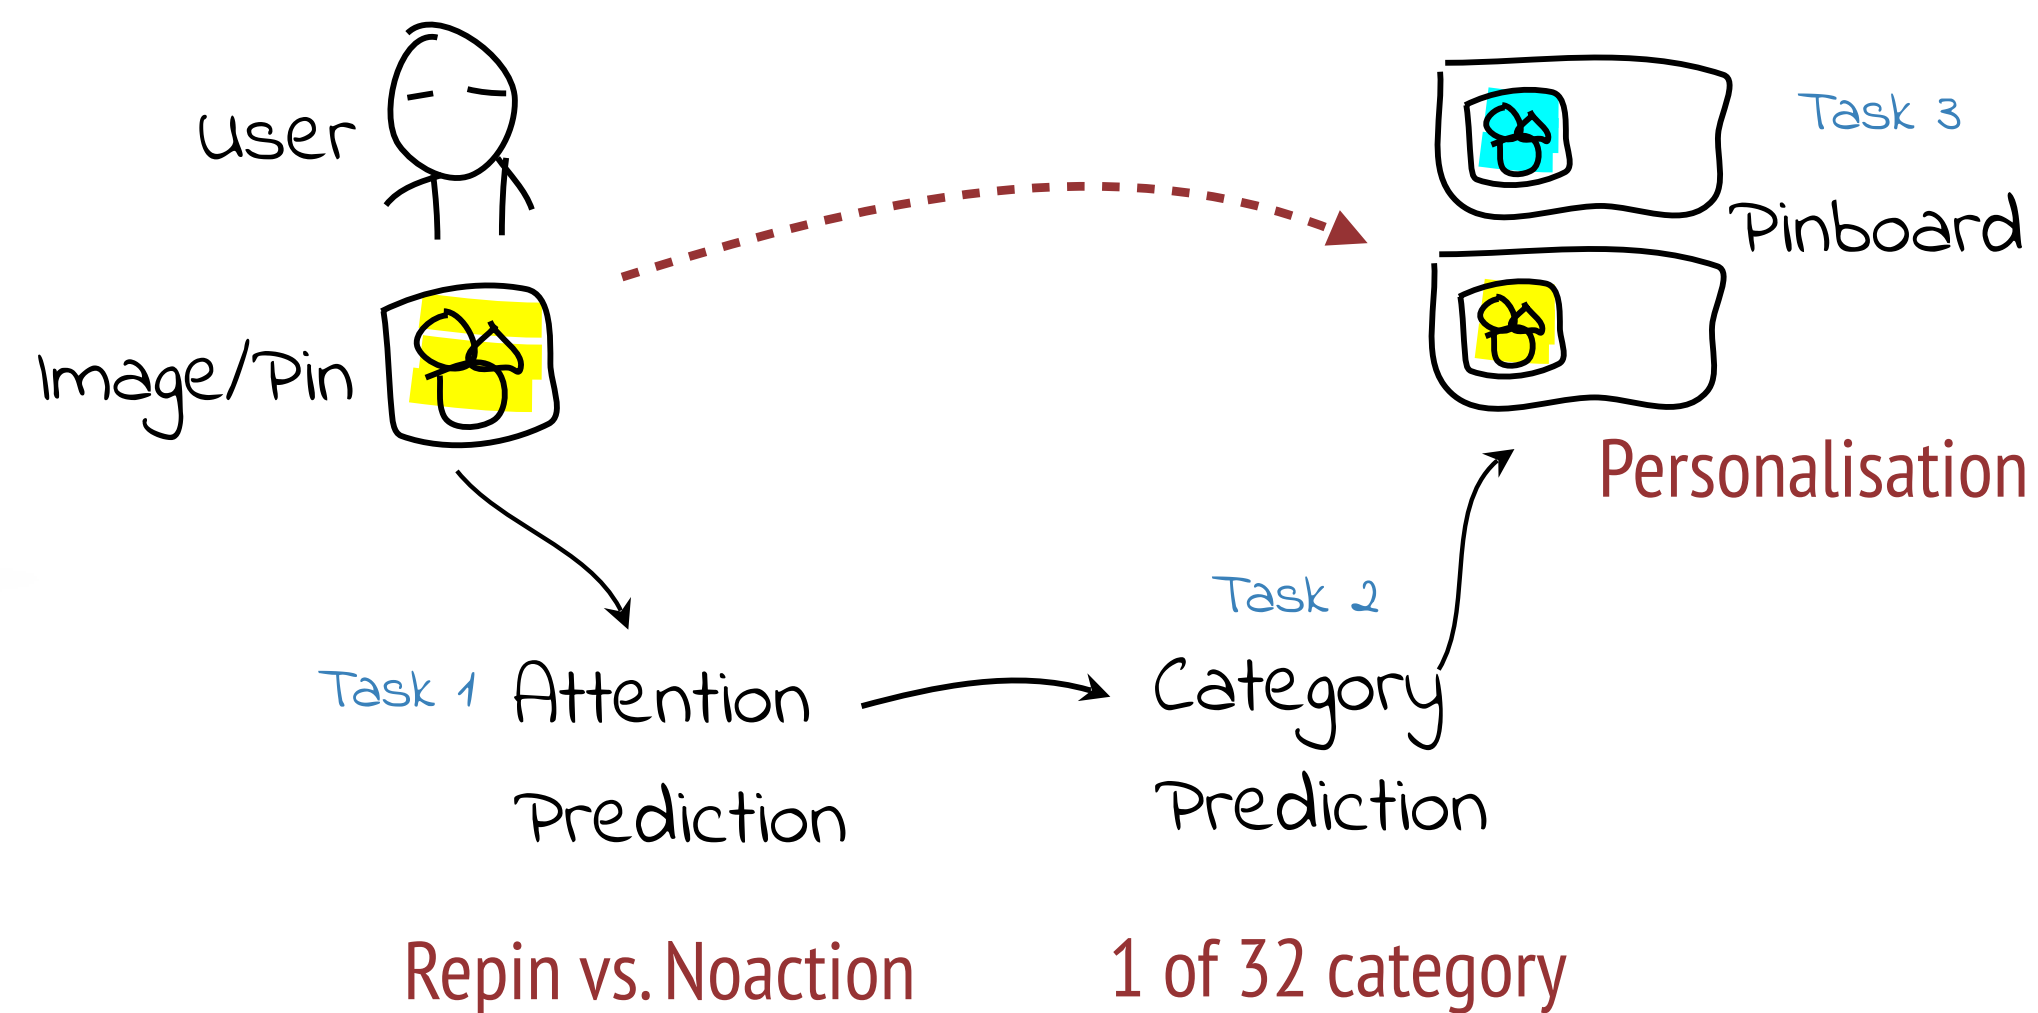 User
Task 3
Pinboard
Image/Pin
Personalisation
Task 2
Task 1
Attention
Prediction
Category
Prediction
Repin vs. Noaction
1 of 32 category